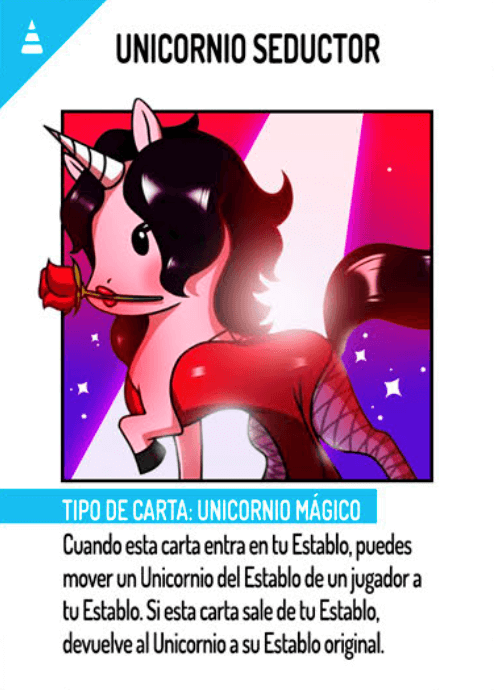 UNICORNIO SEDUCTOR
TIPO DE CARTA: UNICORNIO MÁGICO
Cuando esta carta entra en tu Establo, puedes
mover un Unicornio del Establo de un jugador a
tu Establo. Si esta carta sale de tu Establo,
devuelve al Unicornio a su Establo original.